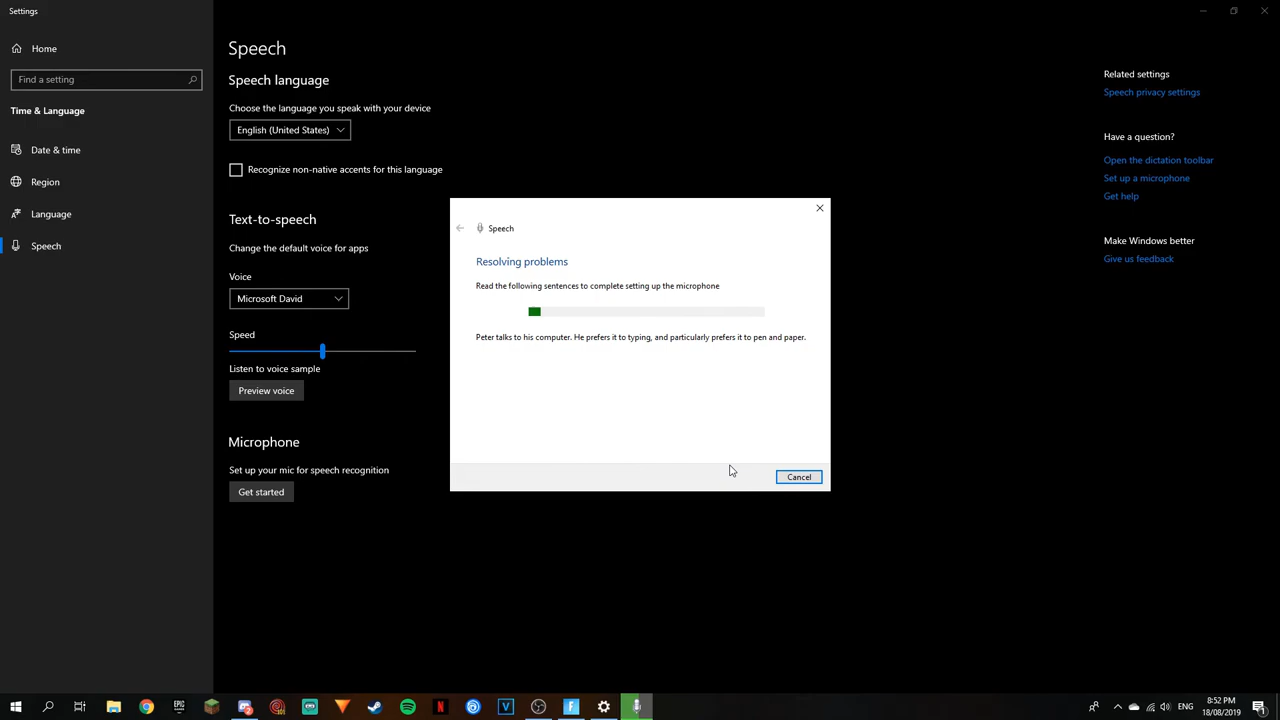 Settings
Home
Find a setting
Time & Language
Date & time
Region
Language
Speech
Speech
Speech language
Choose the language you speak with your device
English (United States)
Recognize non-native accents for this language
Text-to-speech
Change the default voice for apps
Voice
Microsoft David
Speed
Listen to voice sample
Preview voice
Microphone
Set up your mic for speech recognition
Get started
Speech
Resolving problems
Read the following sentences to complete setting up the microphone
Peter talks to his computer. He prefers it to typing, and particularly prefers it to pen and paper.
Cancel
Related settings
Speech privacy settings
Have a question?
Open the dictation toolbar
Set up a microphone
Get help
Make Windows better
Give us feedback
EPIC
N
V
F
ENG
8:52 PM
18/08/2019